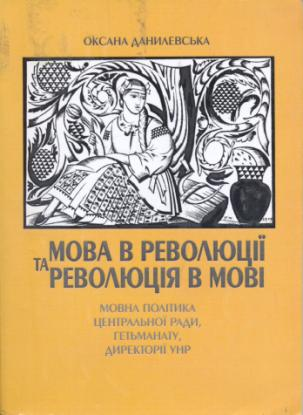 ОКСАНА ДАНИЛЕВСЬКА
МОВА В РЕВОЛЮЦІЇ
ТА РЕВОЛЮЦІЯ В МОВІ
МОВНА ПОЛІТИКА
ЦЕНТРАЛЬНОЇ РАДИ,
ГЕТЬМАНАТУ,
ДИРЕКТОРІЇ УНР